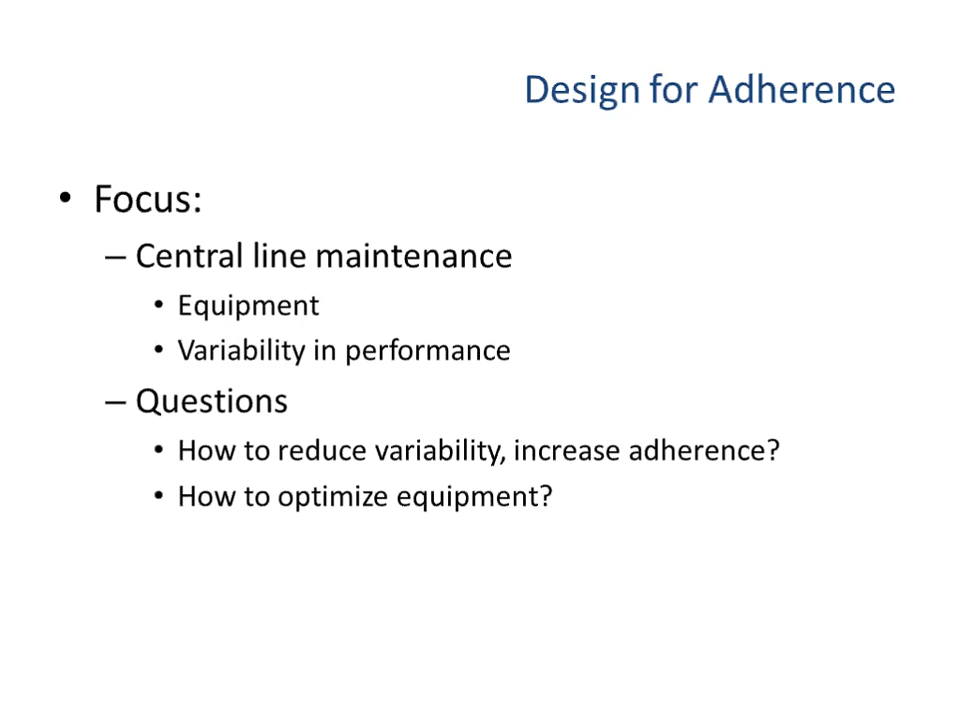 Design for Adherence
• Focus:
– Central line maintenance
• Equipment
• Variability in performance
– Questions
• How to reduce variability, increase adherence?
• How to optimize equipment?